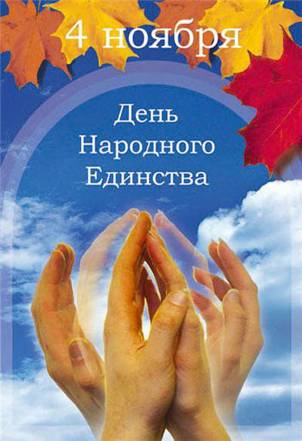 4 ноября
День
Народного
Единства